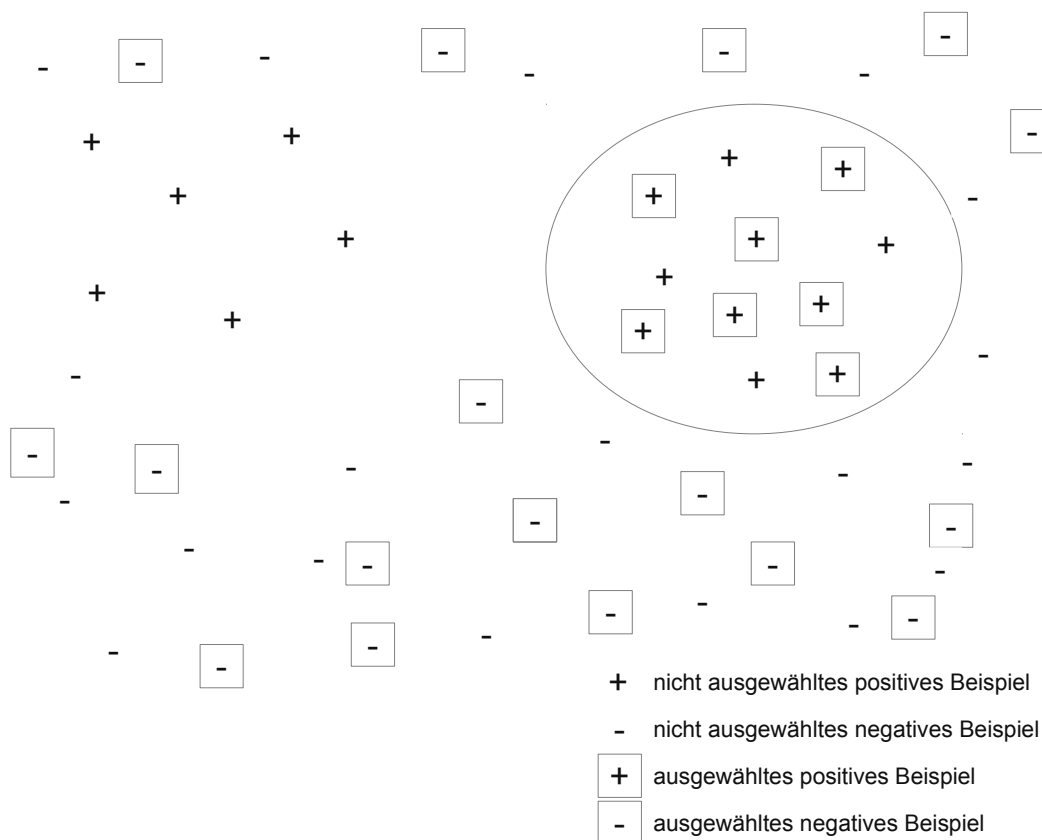 + nicht ausgewähltes positives Beispiel
- nicht ausgewähltes negatives Beispiel
+ ausgewähltes positives Beispiel
- ausgewähltes negatives Beispiel